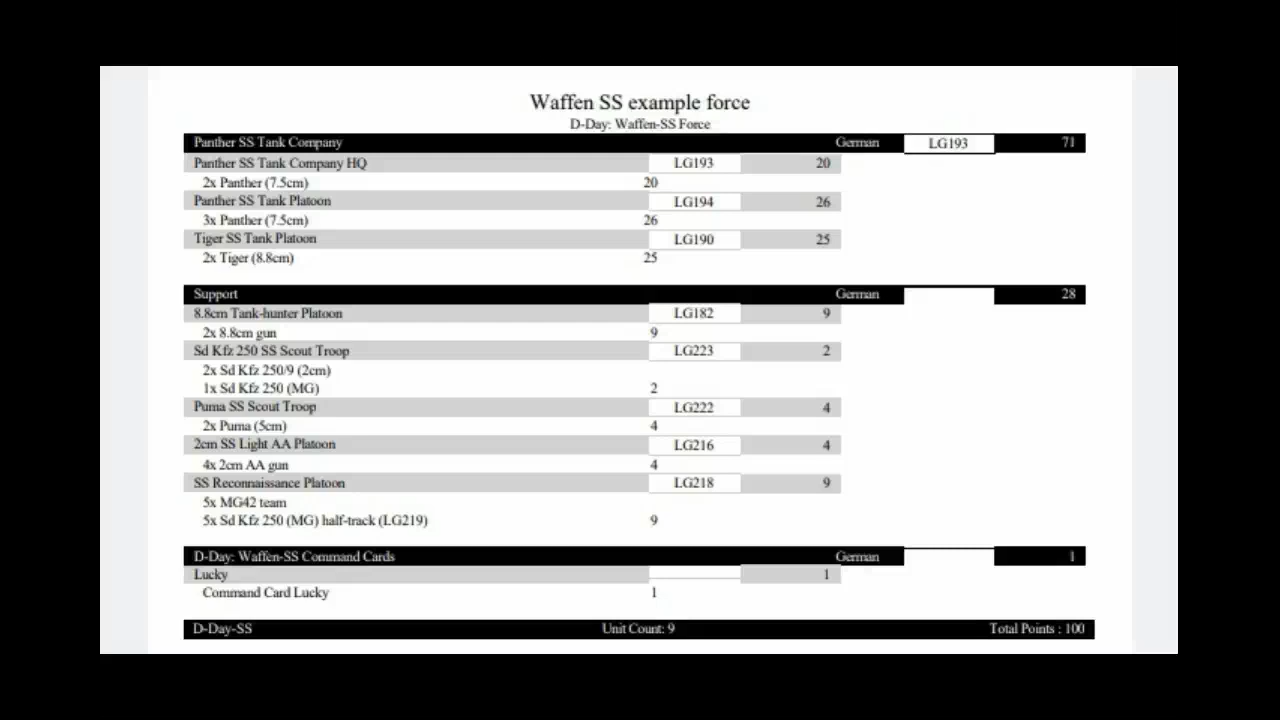 Waffen SS example force
D-Day: Waffen-SS Force
Panther SS Tank Company German LG193 71
Panther SS Tank Company HQ LG193 20
2x Panther (7.5cm) 20
Panther SS Tank Platoon LG194 26
3x Panther (7.5cm) 26
Tiger SS Tank Platoon LG190 25
2x Tiger (8.8cm) 25
Support German 28
8.8cm Tank-hunter Platoon LG182 9
2x 8.8cm gun 9
Sd Kfz 250 SS Scout Troop LG223 2
2x Sd Kfz 250/9 (2cm)
1x Sd Kfz 250 (MG) 2
Puma SS Scout Troop LG222 4
2x Puma (5cm) 4
2cm SS Light AA Platoon LG216 4
4x 2cm AA gun 4
SS Reconnaissance Platoon LG218 9
5x MG42 team
5x Sd Kfz 250 (MG) half-track (LG219) 9
D-Day: Waffen-SS Command Cards German 1
Lucky 1
Command Card Lucky 1
D-Day-SS Unit Count: 9 Total Points : 100